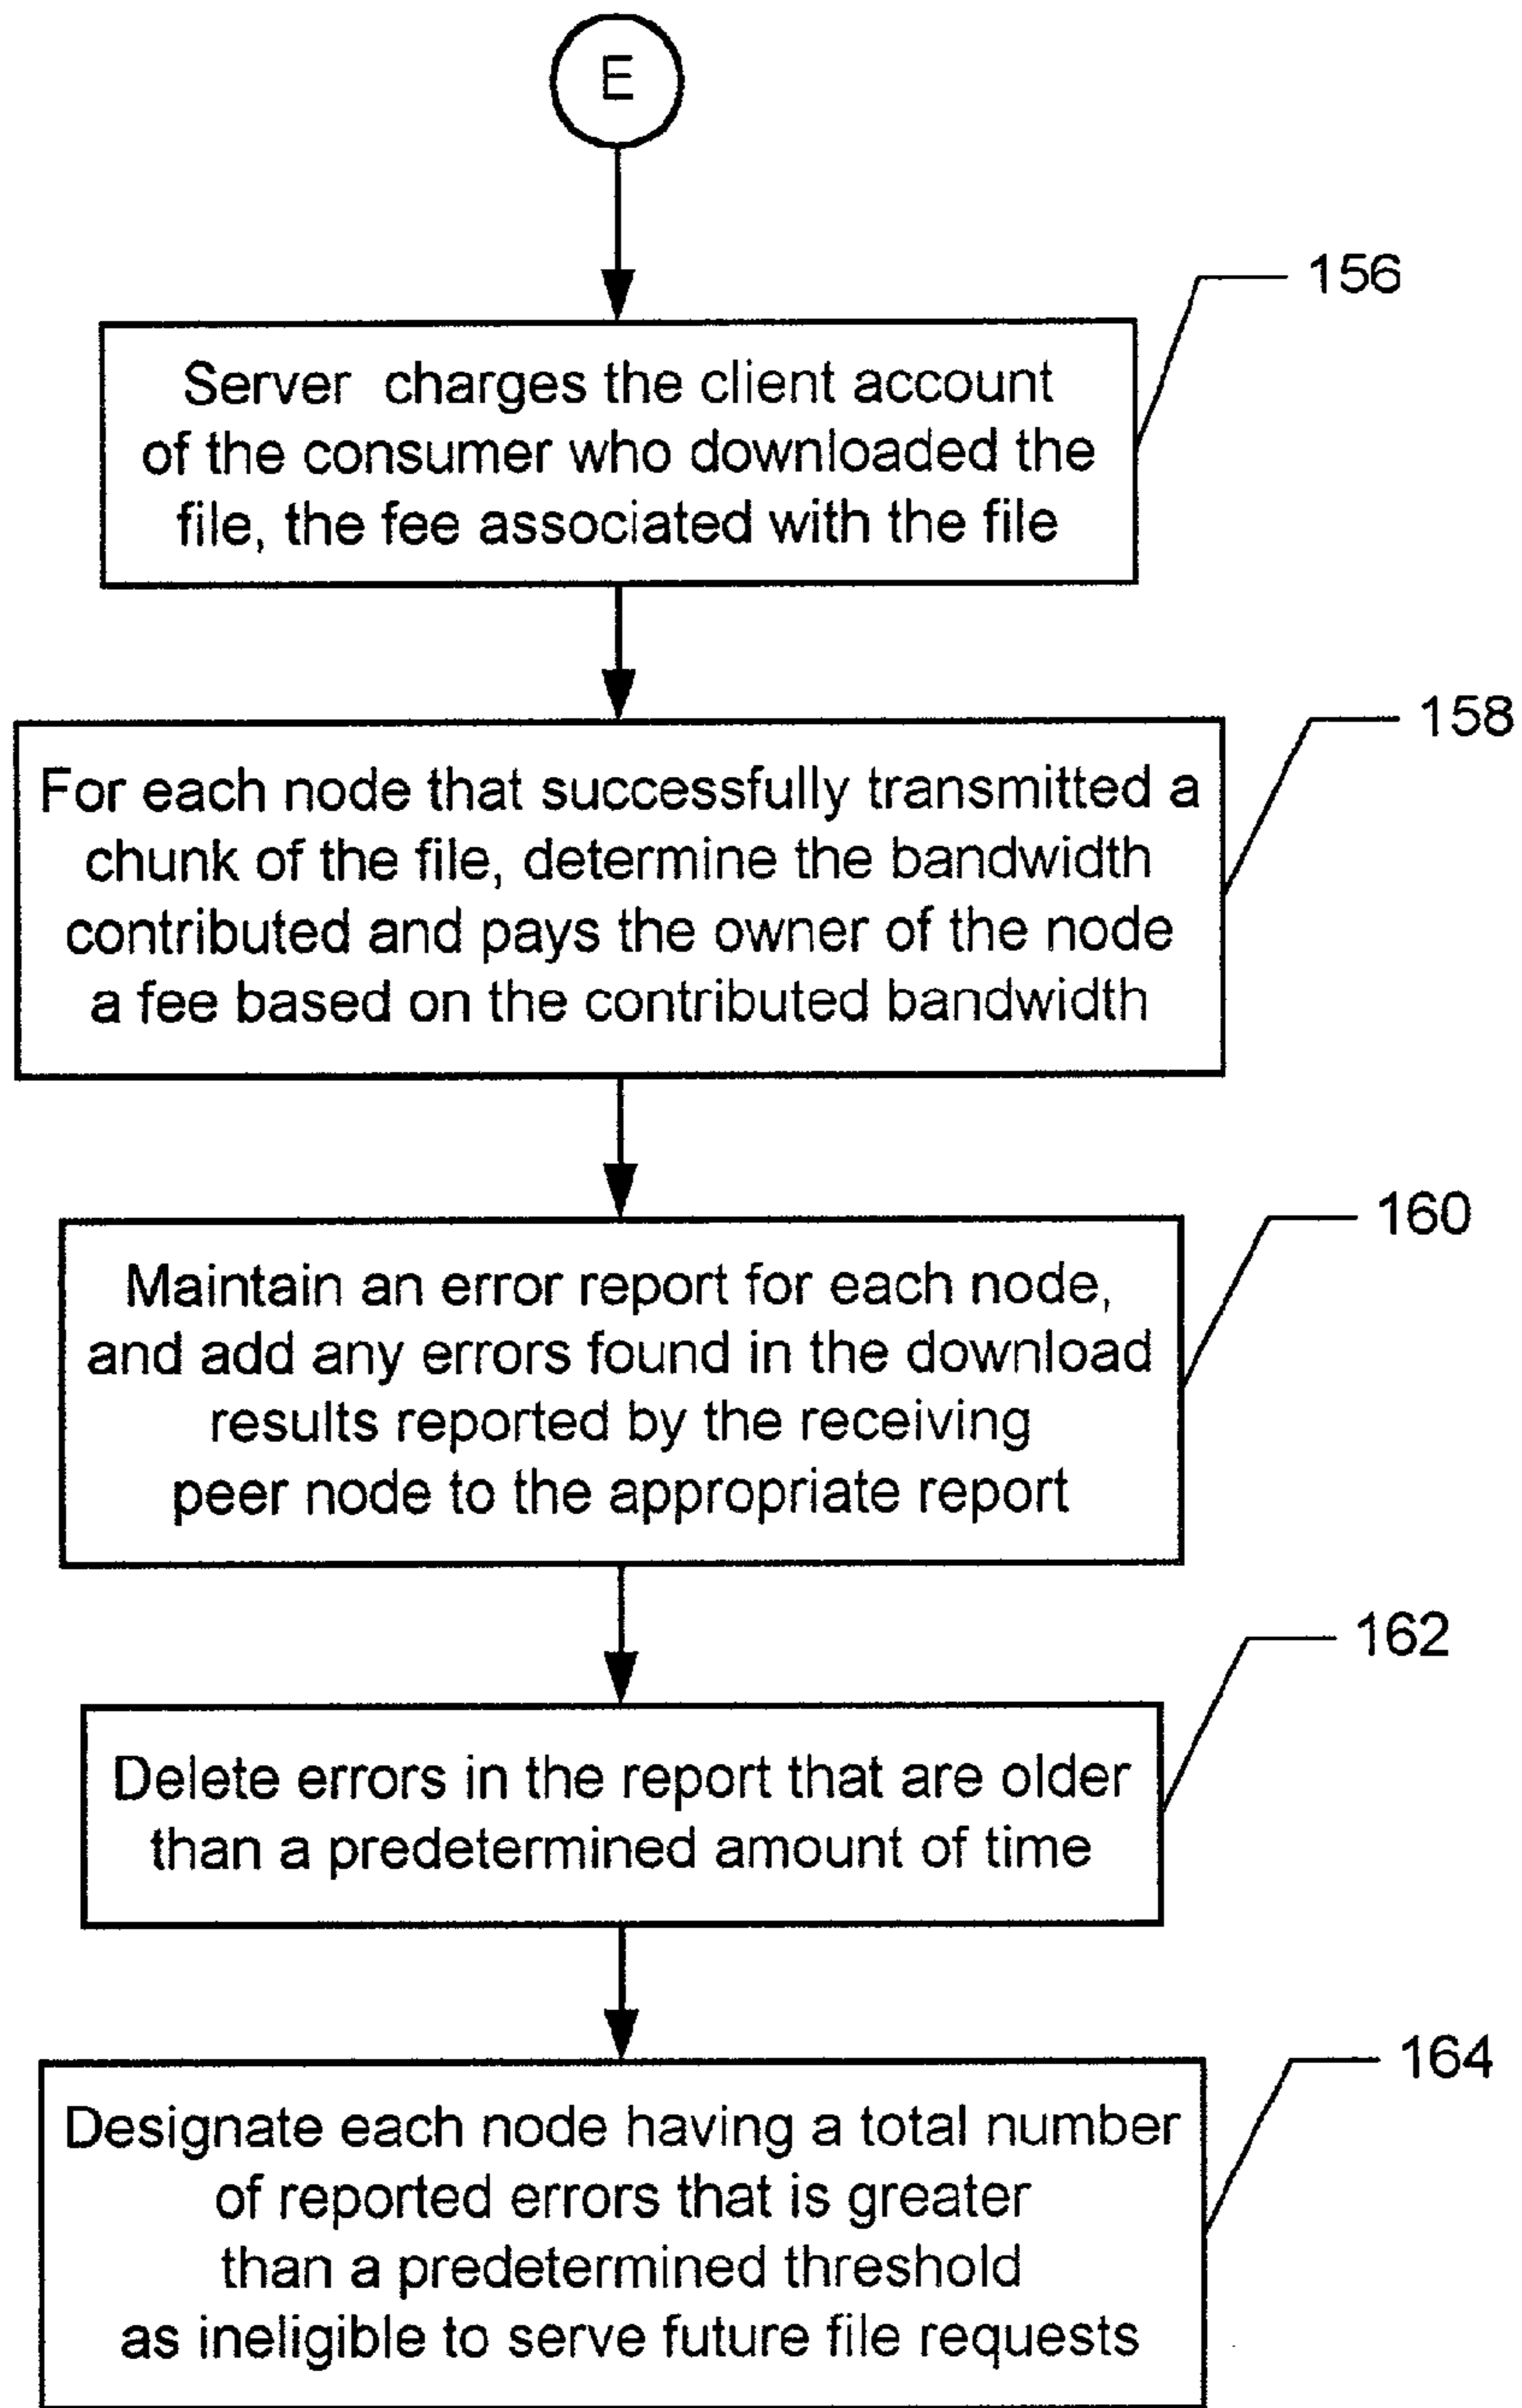 E
156
Server charges the client account
of the consumer who downloaded the
file, the fee associated with the file
158
For each node that successfully transmitted a
chunk of the file, determine the bandwidth
contributed and pays the owner of the node
a fee based on the contributed bandwidth
160
Maintain an error report for each node,
and add any errors found in the download
results reported by the receiving
peer node to the appropriate report
162
Delete errors in the report that are older
than a predetermined amount of time
164
Designate each node having a total number
of reported errors that is greater
than a predetermined threshold
as ineligible to serve future file requests